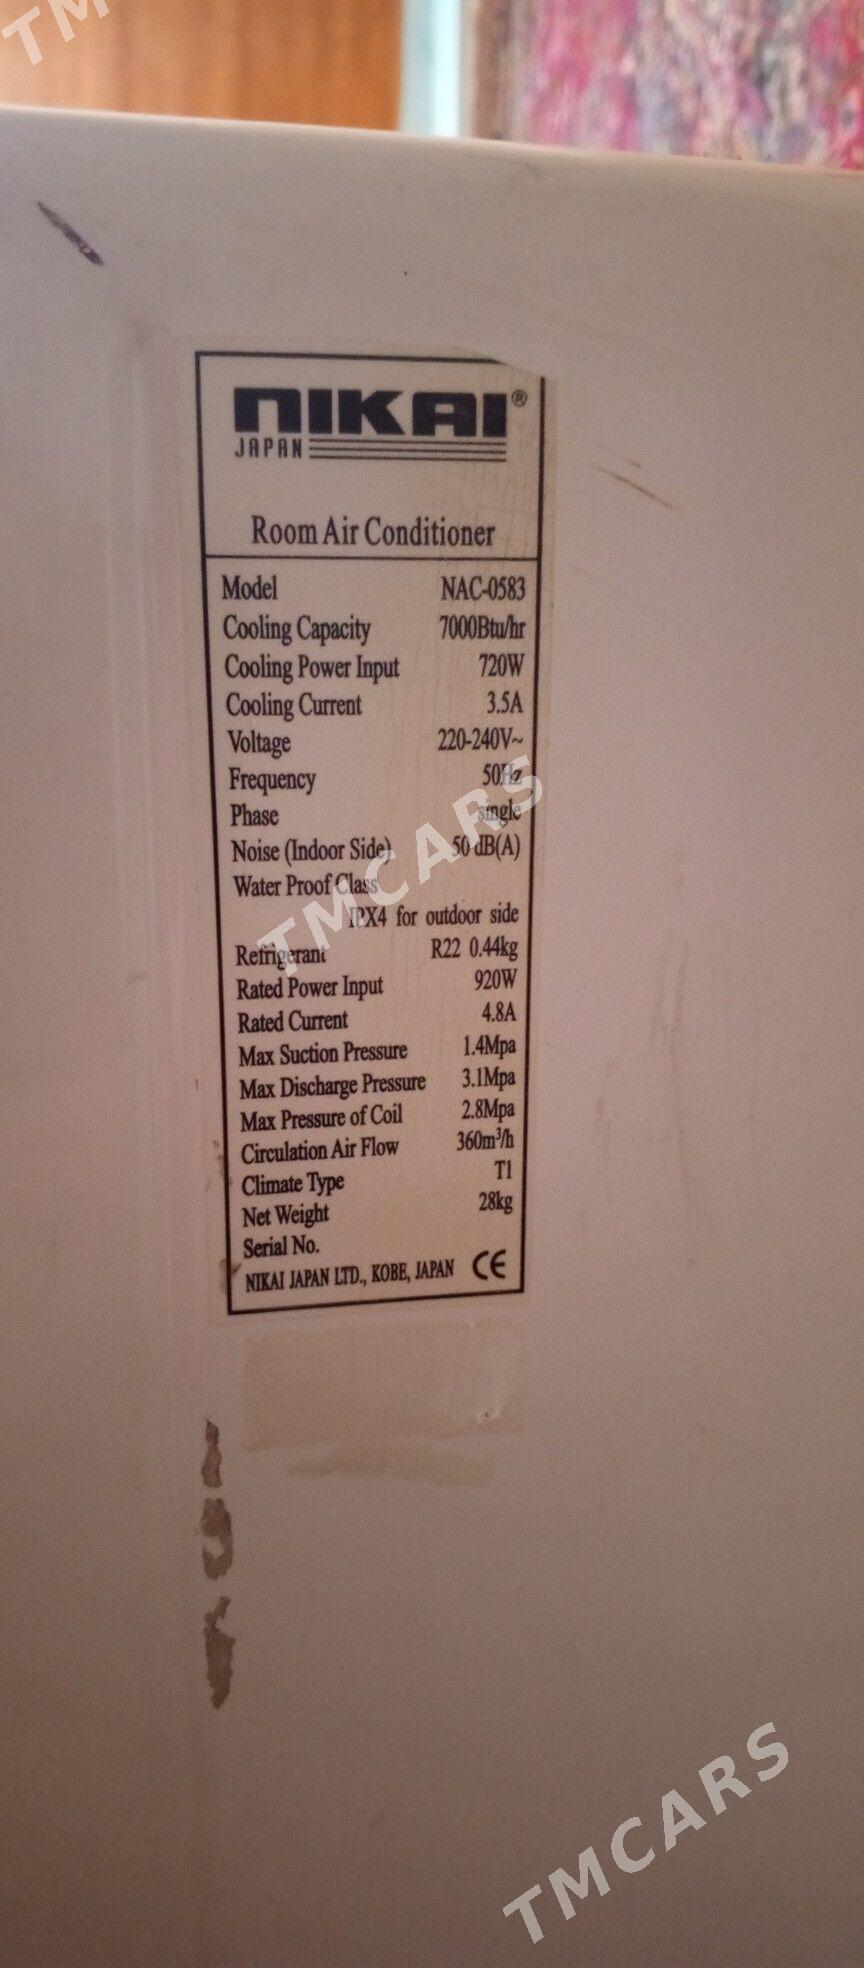 TM
NIKAI®
JAPAN
Room Air Conditioner
Model NAC-0583
Cooling Capacity 7000Btu/hr
Cooling Power Input 720W
Cooling Current 3.5A
Voltage 220-240V~
Frequency 50Hz
Phase single
Noise (Indoor Side) 50 dB(A)
Water Proof Class
IPX4 for outdoor side
TMCARS
Refrigerant R22 0.44kg
Rated Power Input 920W
Rated Current 4.8A
Max Suction Pressure 1.4Mpa
Max Discharge Pressure 3.1Mpa
Max Pressure of Coil 2.8Mpa
Circulation Air Flow 360m³/h
Climate Type T1
Net Weight 28kg
Serial No.
NIKAI JAPAN LTD., KOBE, JAPAN CE
TMCARS